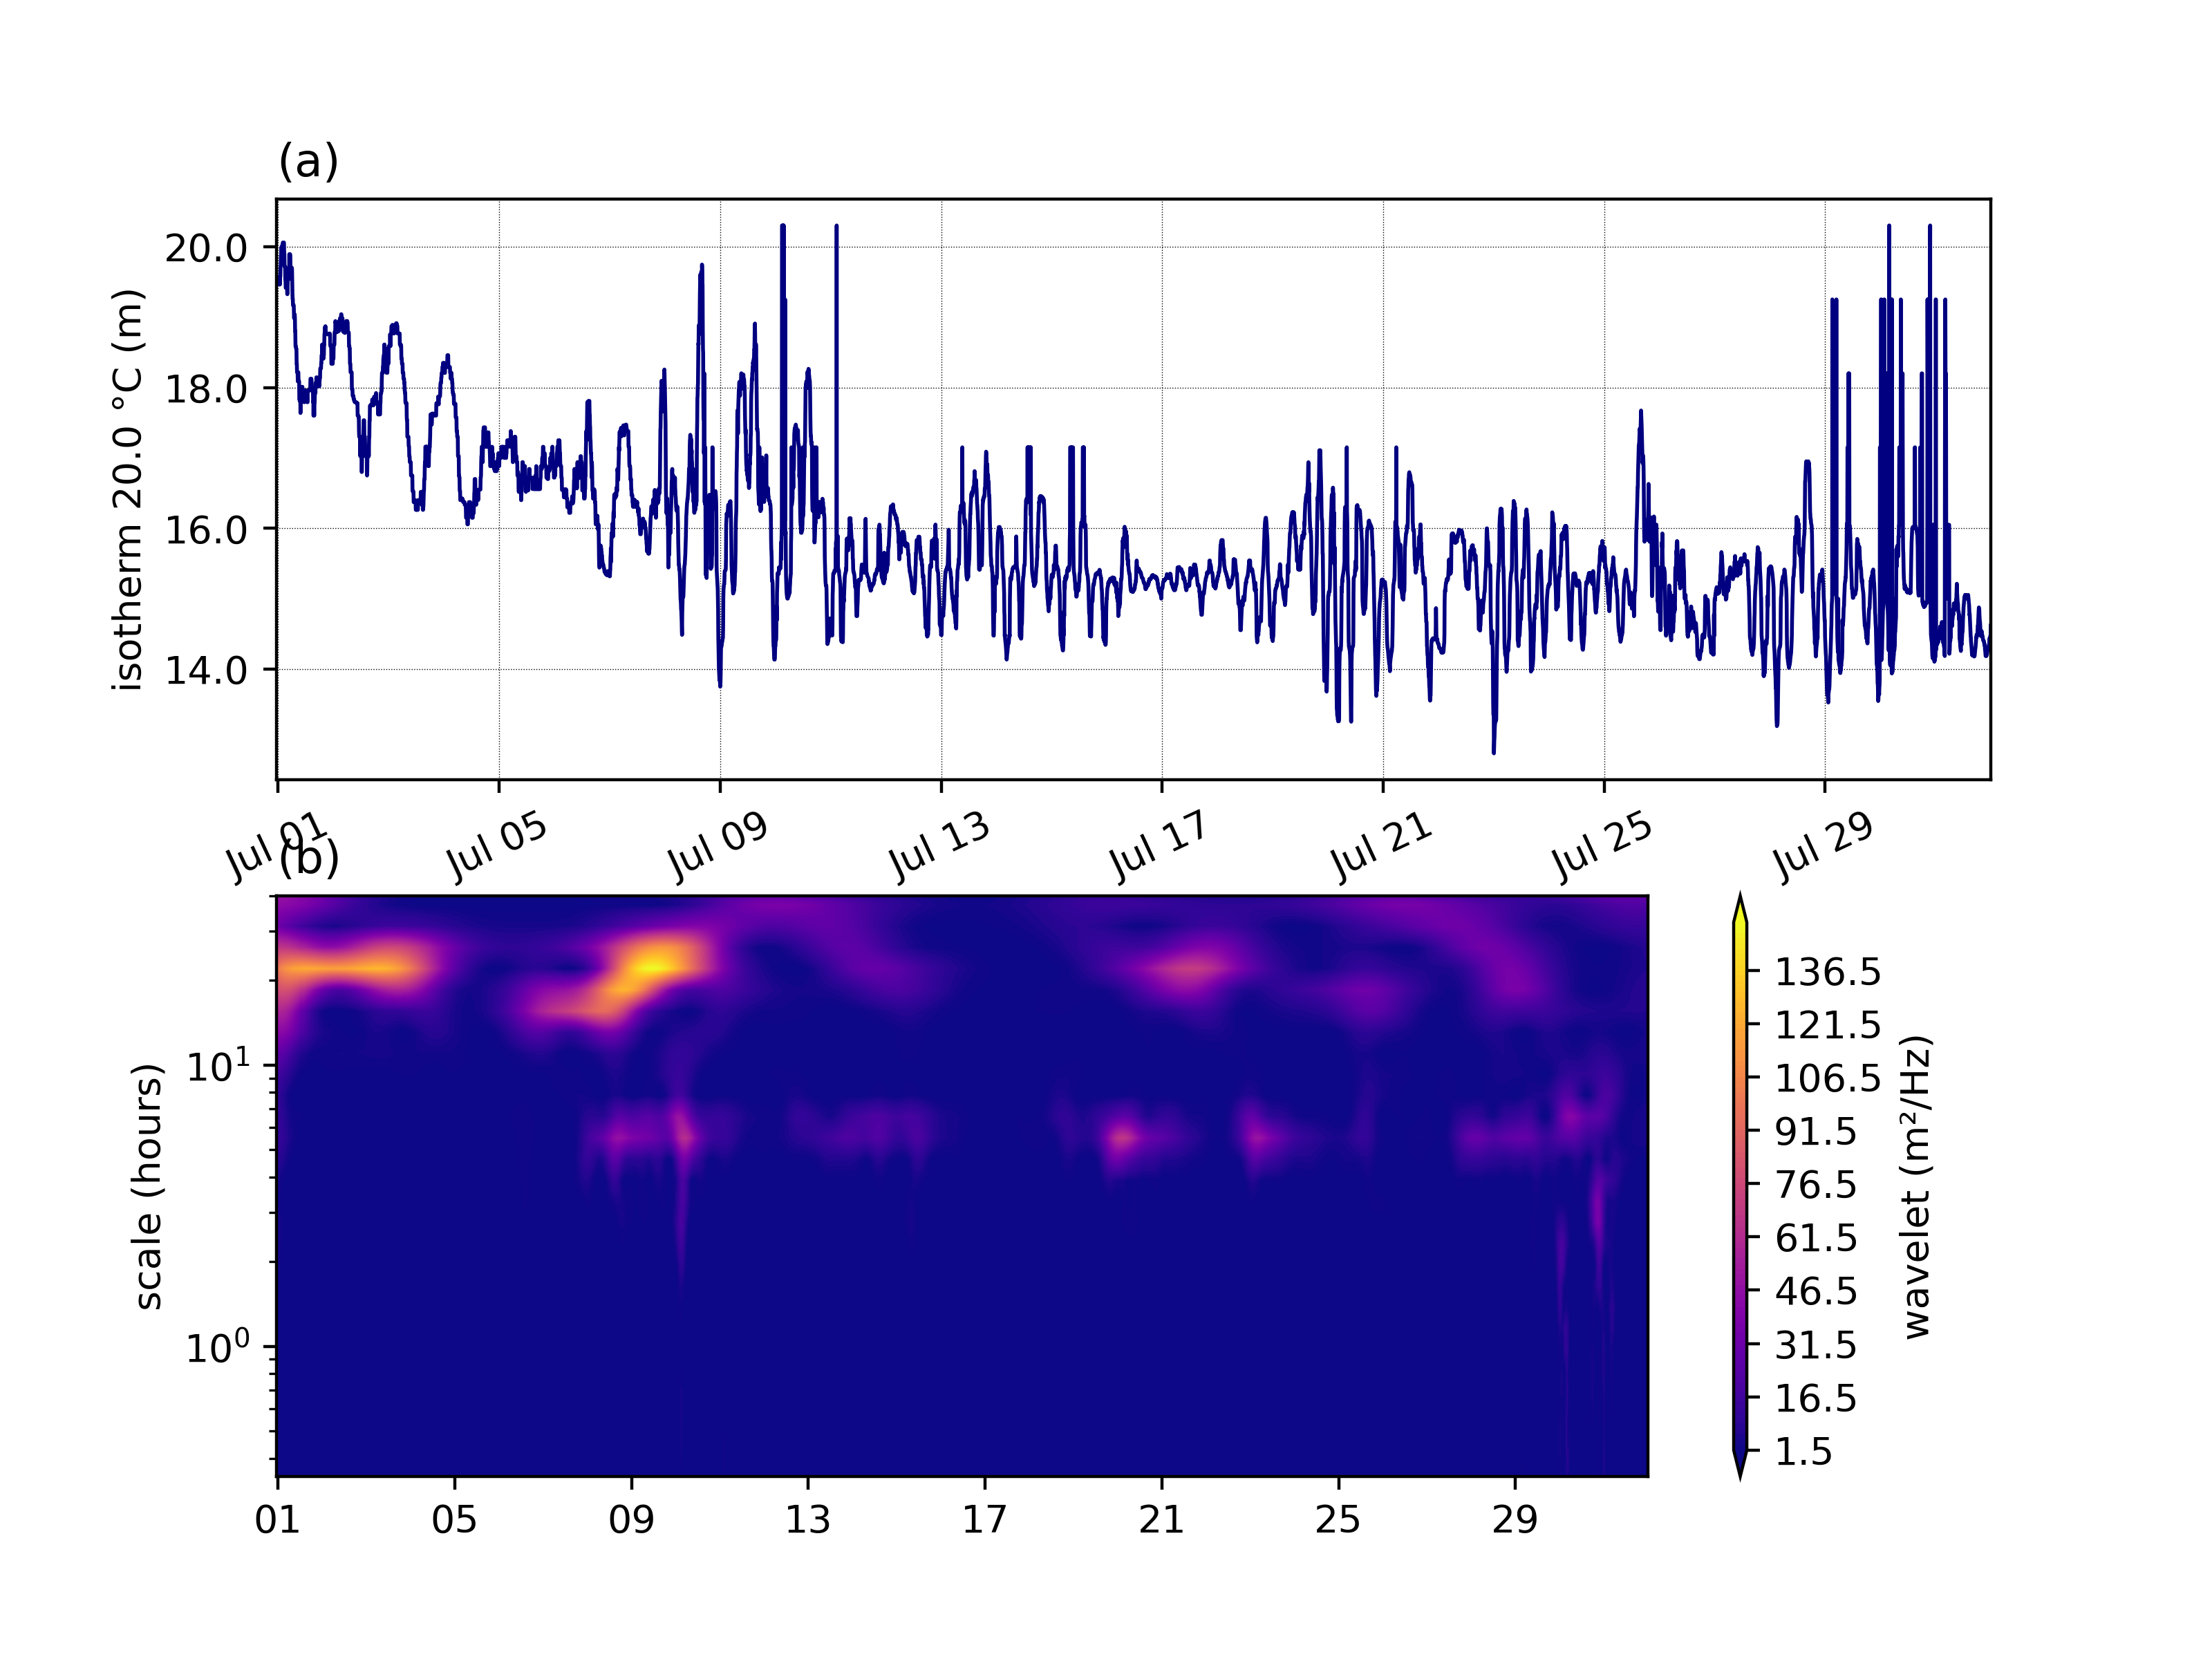 (a)
isotherm 20.0 °C (m)
20.0
18.0
16.0
14.0
Jul 01
Jul 05
Jul 09
Jul 13
Jul 17
Jul 21
Jul 25
Jul 29
(b)
scale (hours)
10¹
10⁰
01
05
09
13
17
21
25
29
136.5
121.5
106.5
91.5
76.5
61.5
46.5
31.5
16.5
1.5
wavelet (m²/Hz)